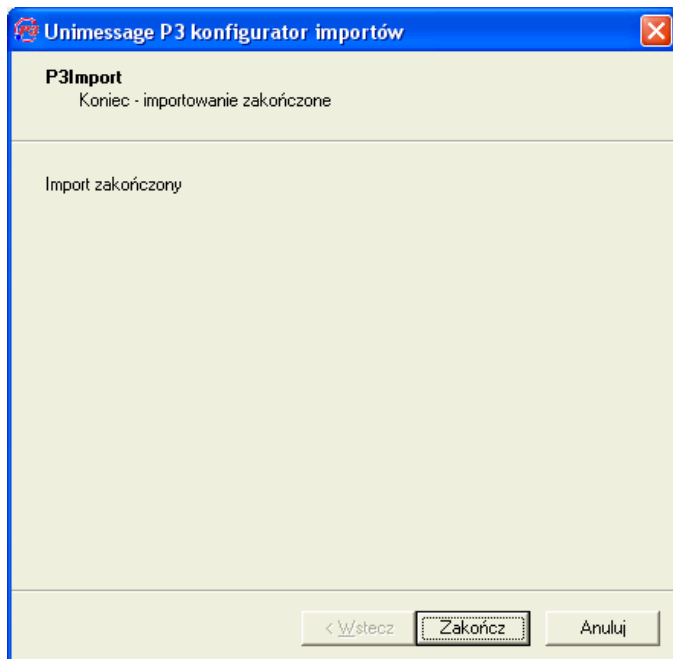 Unimessage P3 konfigurator importów
P3Import
Koniec - importowanie zakończone
Import zakończony
< Wstecz
Zakończ
Anuluj